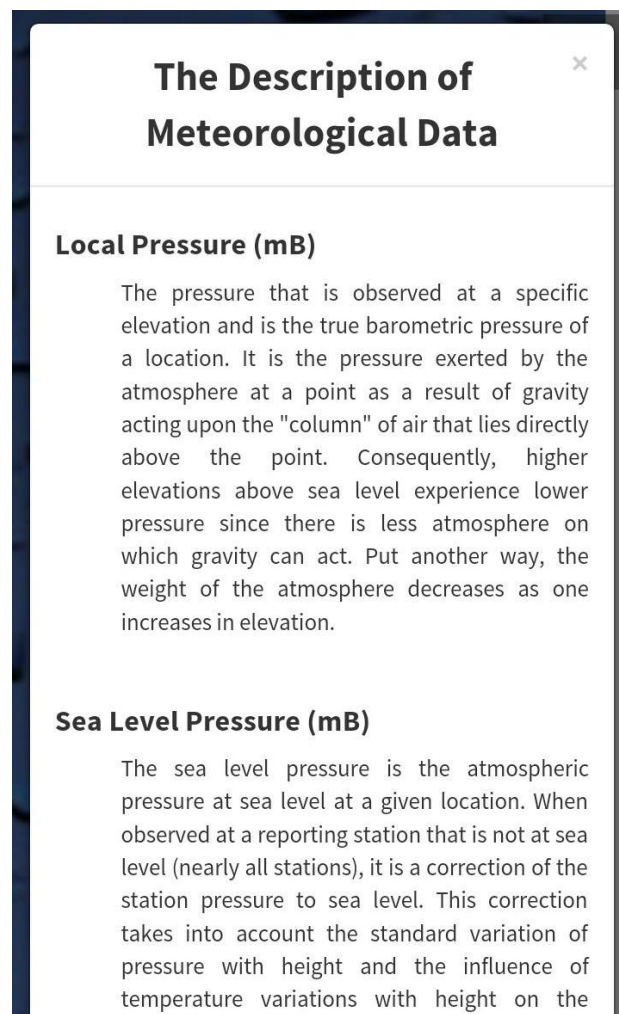 The Description of
Meteorological Data
×
Local Pressure (mB)
The pressure that is observed at a specific
elevation and is the true barometric pressure of
a location. It is the pressure exerted by the
atmosphere at a point as a result of gravity
acting upon the "column" of air that lies directly
above the point. Consequently, higher
elevations above sea level experience lower
pressure since there is less atmosphere on
which gravity can act. Put another way, the
weight of the atmosphere decreases as one
increases in elevation.
Sea Level Pressure (mB)
The sea level pressure is the atmospheric
pressure at sea level at a given location. When
observed at a reporting station that is not at sea
level (nearly all stations), it is a correction of the
station pressure to sea level. This correction
takes into account the standard variation of
pressure with height and the influence of
temperature variations with height on the